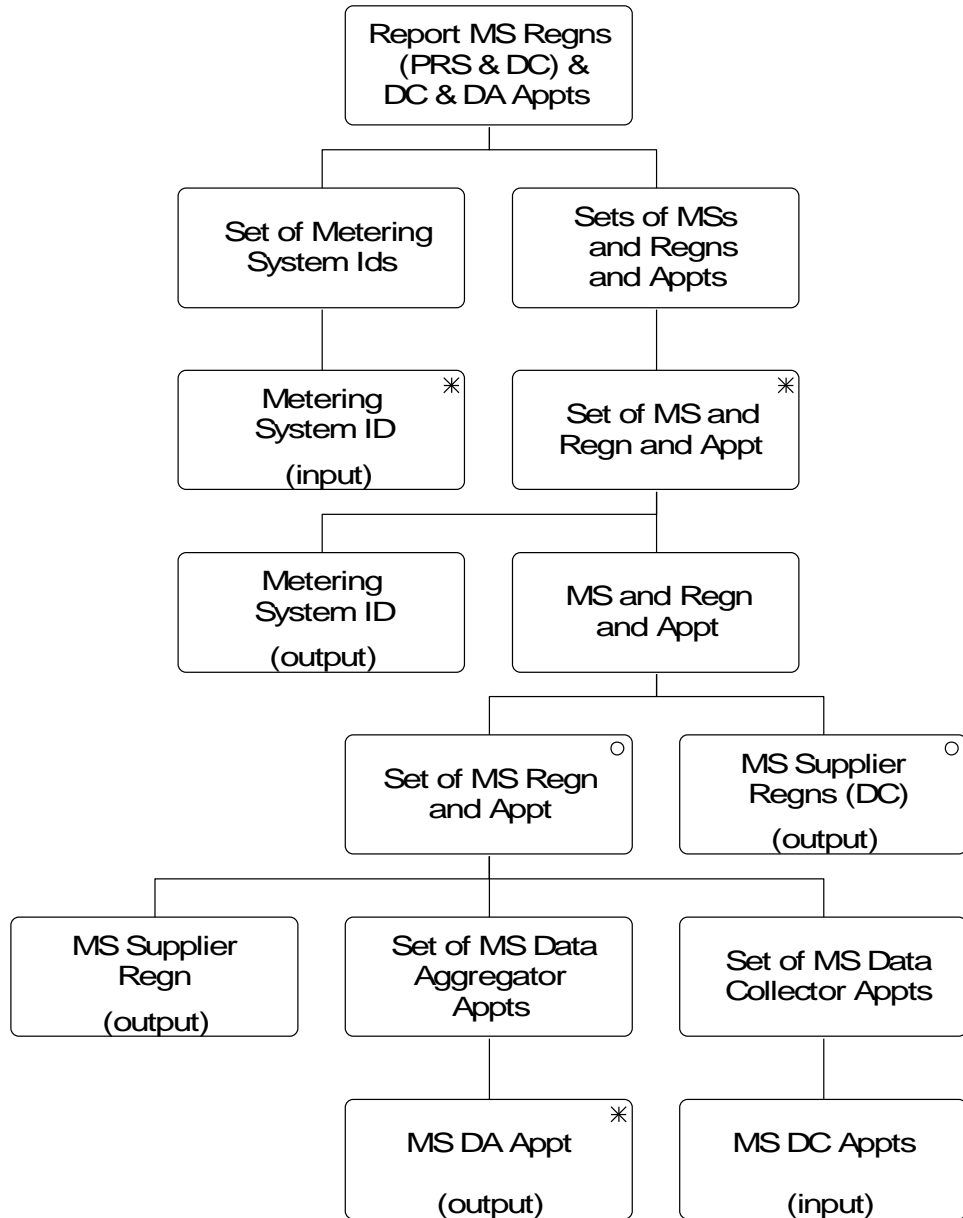 Report MS Regns
(PRS & DC) &
DC & DA Appts
Set of Metering
System Ids
Sets of MSs
and Regns
and Appts
Metering
System ID
(input)
Set of MS and
Regn and Appt
Metering
System ID
(output)
MS and Regn
and Appt
Set of MS Regn
and Appt
MS Supplier
Regns (DC)
(output)
MS Supplier
Regn
(output)
Set of MS Data
Aggregator
Appts
Set of MS Data
Collector Appts
MS DA Appt
(output)
MS DC Appts
(input)